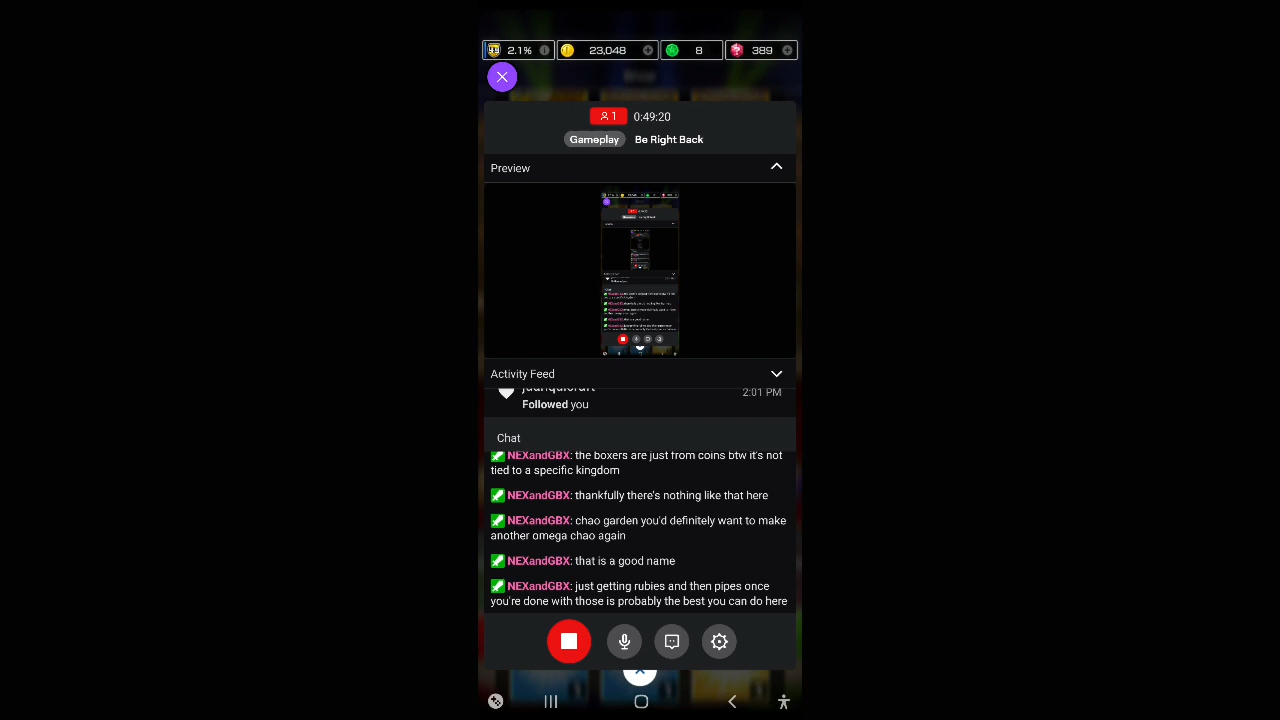 99 2.1% 23,048 8 389
1 0:49:20
Gameplay Be Right Back
Preview
Activity Feed
2:01 PM
Followed you
Chat
NEXandGBX: the boxers are just from coins btw it's not
tied to a specific kingdom
NEXandGBX: thankfully there's nothing like that here
NEXandGBX: chao garden you'd definitely want to make
another omega chao again
NEXandGBX: that is a good name
NEXandGBX: just getting rubies and then pipes once
you're done with those is probably the best you can do here